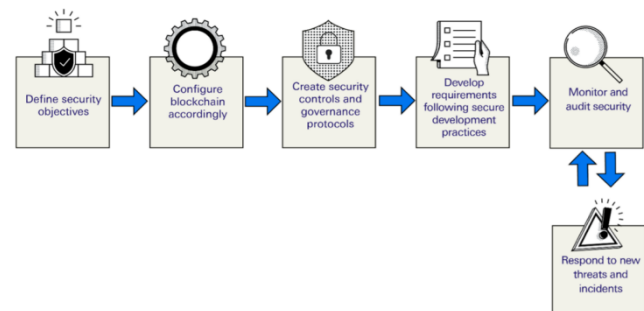 Define security
objectives
Configure
blockchain
accordingly
Create security
controls and
governance
protocols
Develop
requirements
following secure
development
practices
Monitor and
audit security
Respond to new
threats and
incidents